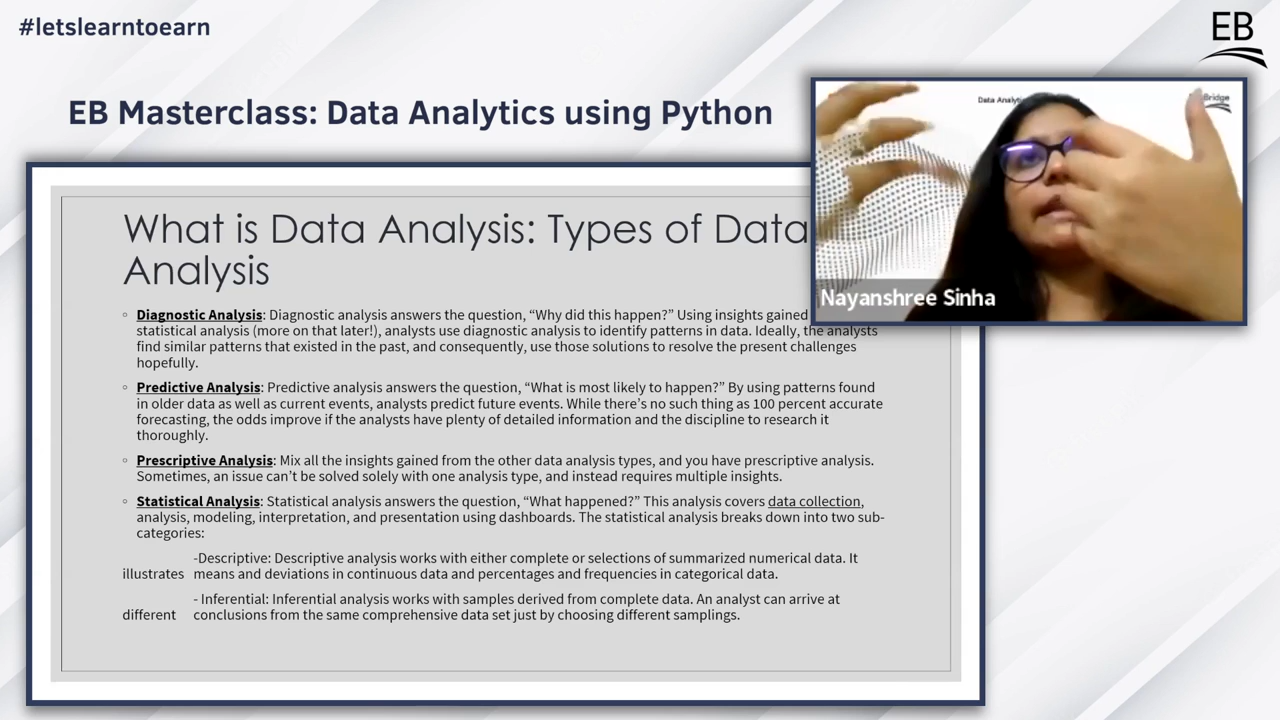 #letslearntoearn
EB
EB Masterclass: Data Analytics using Python
Data
Bridge
Nayanshree Sinha
What is Data Analysis: Types of Data
Analysis
◦ Diagnostic Analysis: Diagnostic analysis answers the question, “Why did this happen?” Using insights gained
statistical analysis (more on that later!), analysts use diagnostic analysis to identify patterns in data. Ideally, the analysts
find similar patterns that existed in the past, and consequently, use those solutions to resolve the present challenges
hopefully.
◦ Predictive Analysis: Predictive analysis answers the question, “What is most likely to happen?” By using patterns found
in older data as well as current events, analysts predict future events. While there’s no such thing as 100 percent accurate
forecasting, the odds improve if the analysts have plenty of detailed information and the discipline to research it
thoroughly.
◦ Prescriptive Analysis: Mix all the insights gained from the other data analysis types, and you have prescriptive analysis.
Sometimes, an issue can’t be solved solely with one analysis type, and instead requires multiple insights.
◦ Statistical Analysis: Statistical analysis answers the question, “What happened?” This analysis covers data collection,
analysis, modeling, interpretation, and presentation using dashboards. The statistical analysis breaks down into two sub-
categories:
-Descriptive: Descriptive analysis works with either complete or selections of summarized numerical data. It
illustrates means and deviations in continuous data and percentages and frequencies in categorical data.
- Inferential: Inferential analysis works with samples derived from complete data. An analyst can arrive at
different conclusions from the same comprehensive data set just by choosing different samplings.